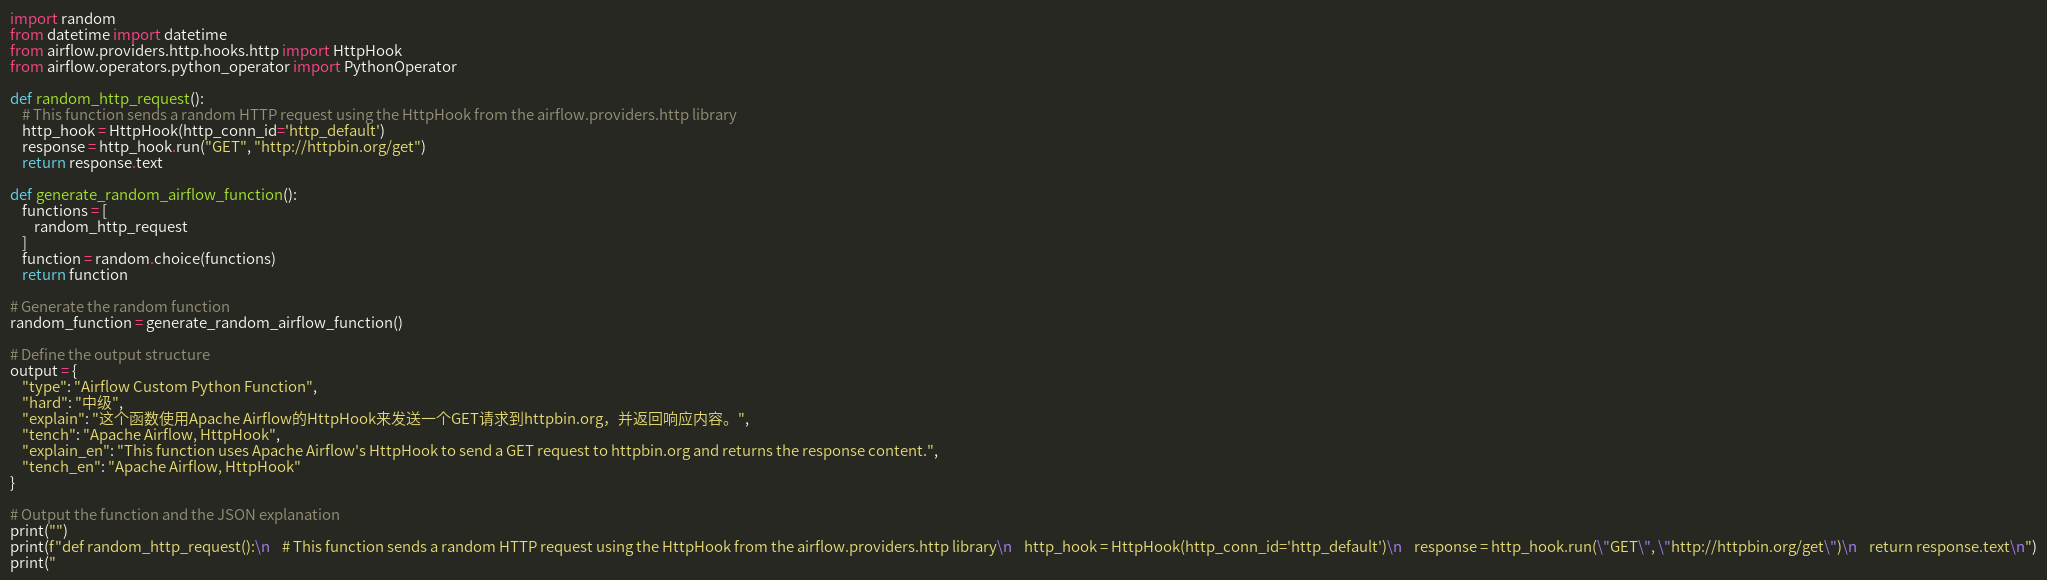 import random
from datetime import datetime
from airflow.providers.http.hooks.http import HttpHook
from airflow.operators.python_operator import PythonOperator

def random_http_request():
    # This function sends a random HTTP request using the HttpHook from the airflow.providers.http library
    http_hook = HttpHook(http_conn_id='http_default')
    response = http_hook.run("GET", "http://httpbin.org/get")
    return response.text

def generate_random_airflow_function():
    functions = [
        random_http_request
    ]
    function = random.choice(functions)
    return function

# Generate the random function
random_function = generate_random_airflow_function()

# Define the output structure
output = {
    "type": "Airflow Custom Python Function",
    "hard": "中级",
    "explain": "这个函数使用Apache Airflow的HttpHook来发送一个GET请求到httpbin.org，并返回响应内容。",
    "tench": "Apache Airflow, HttpHook",
    "explain_en": "This function uses Apache Airflow's HttpHook to send a GET request to httpbin.org and returns the response content.",
    "tench_en": "Apache Airflow, HttpHook"
}

# Output the function and the JSON explanation
print("")
print(f"def random_http_request():\n    # This function sends a random HTTP request using the HttpHook from the airflow.providers.http library\n    http_hook = HttpHook(http_conn_id='http_default')\n    response = http_hook.run(\"GET\", \"http://httpbin.org/get\")\n    return response.text\n")
print("